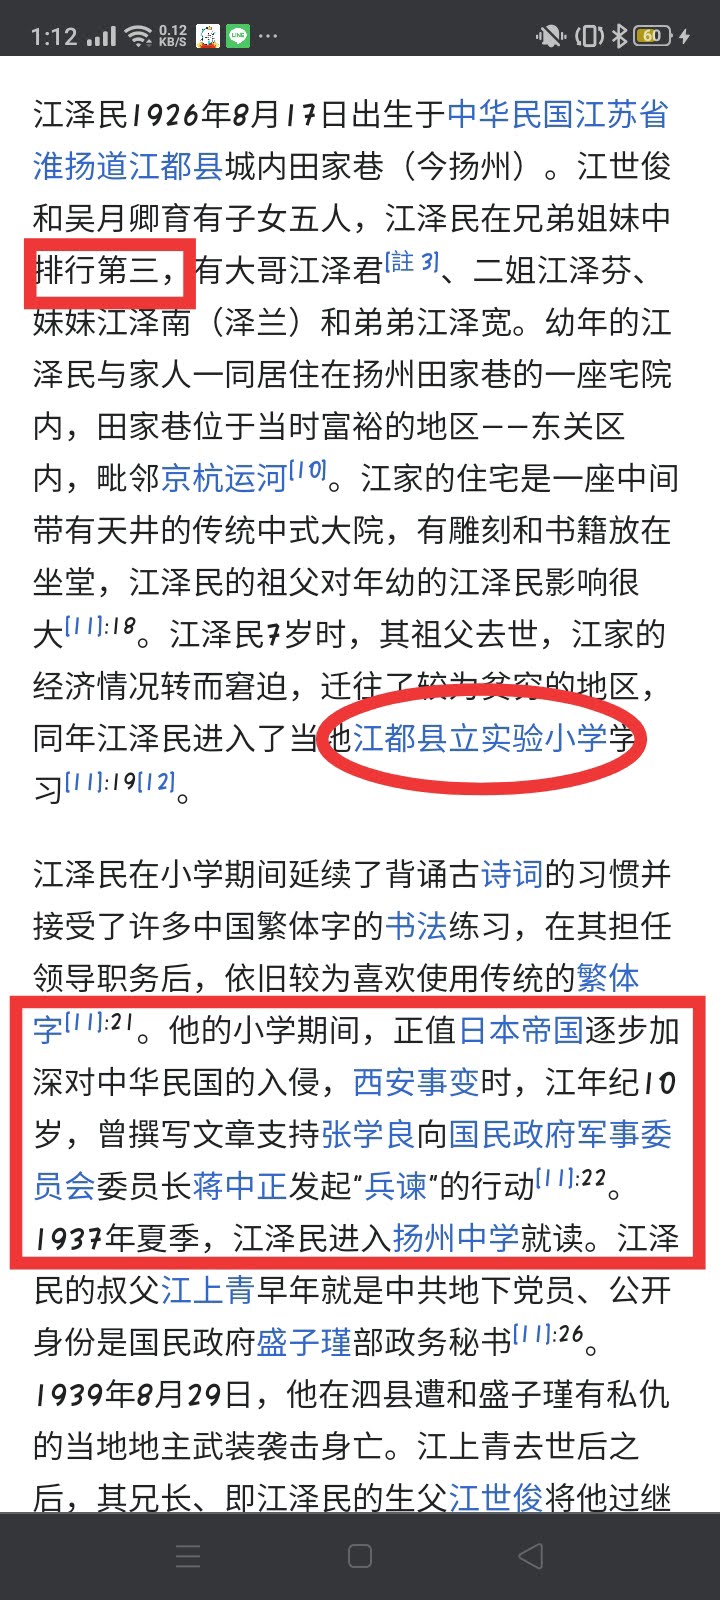 1:12 0.12 KB/S LINE ... 60
江泽民1926年8月17日出生于中华民国江苏省
淮扬道江都县城内田家巷（今扬州）。江世俊
和吴月卿育有子女五人，江泽民在兄弟姐妹中
排行第三，有大哥江泽君[註 3]、二姐江泽芬、
妹妹江泽南（泽兰）和弟弟江泽宽。幼年的江
泽民与家人一同居住在扬州田家巷的一座宅院
内，田家巷位于当时富裕的地区——东关区
内，毗邻京杭运河[10]。江家的住宅是一座中间
带有天井的传统中式大院，有雕刻和书籍放在
坐堂，江泽民的祖父对年幼的江泽民影响很
大[11]:18。江泽民7岁时，其祖父去世，江家的
经济情况转而窘迫，迁往了较为贫穷的地区，
同年江泽民进入了当地江都县立实验小学学
习[11]:19[12]。
江泽民在小学期间延续了背诵古诗词的习惯并
接受了许多中国繁体字的书法练习，在其担任
领导职务后，依旧较为喜欢使用传统的繁体
字[11]:21。他的小学期间，正值日本帝国逐步加
深对中华民国的入侵，西安事变时，江年纪10
岁，曾撰写文章支持张学良向国民政府军事委
员会委员长蒋中正发起“兵谏”的行动[11]:22。
1937年夏季，江泽民进入扬州中学就读。江泽
民的叔父江上青早年就是中共地下党员、公开
身份是国民政府盛子瑾部政务秘书[11]:26。
1939年8月29日，他在泗县遭和盛子瑾有私仇
的当地地主武装袭击身亡。江上青去世后之
后，其兄长、即江泽民的生父江世俊将他过继